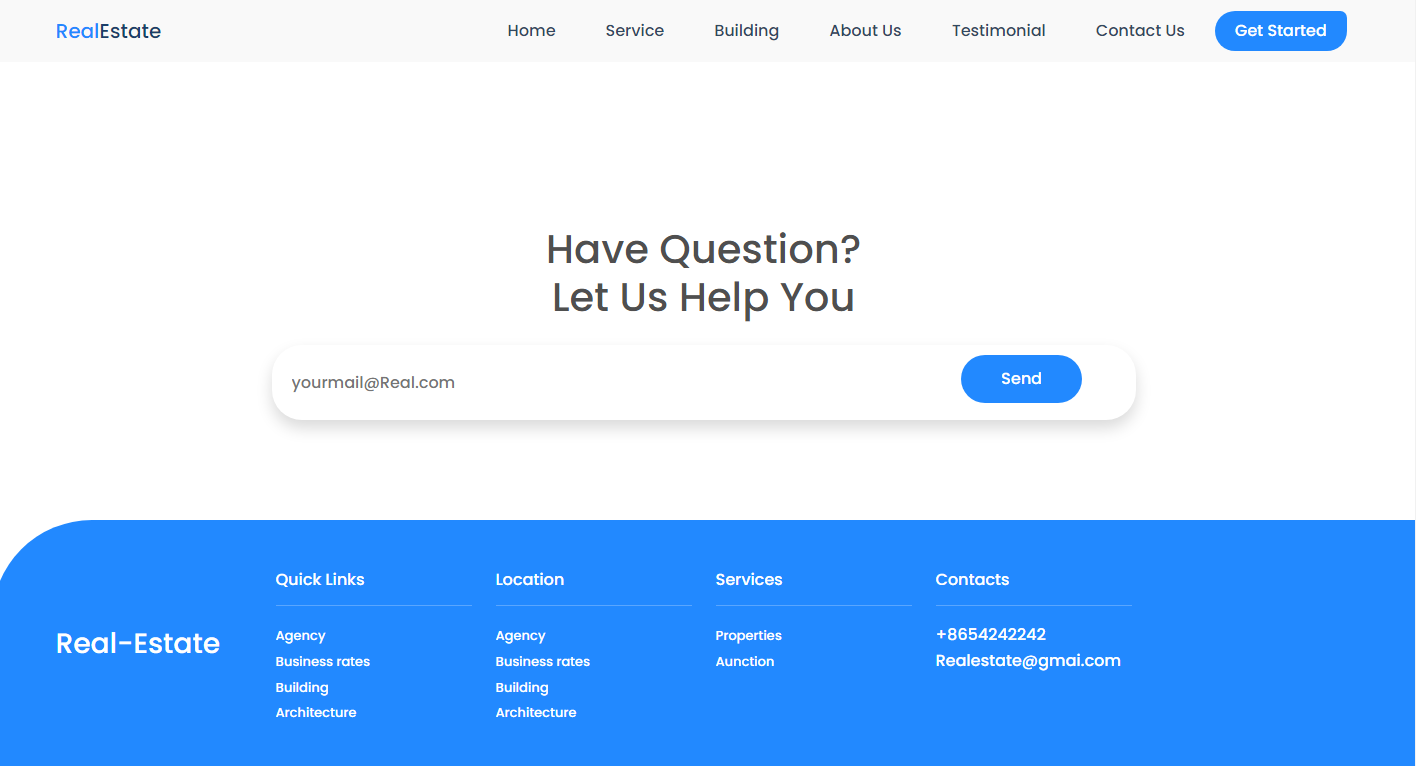 RealEstate
Home Service Building About Us Testimonial Contact Us Get Started
Have Question?
Let Us Help You
yourmail@Real.com Send
Real-Estate
Quick Links
Agency
Business rates
Building
Architecture
Location
Agency
Business rates
Building
Architecture
Services
Properties
Aunction
Contacts
+8654242242
Realestate@gmai.com